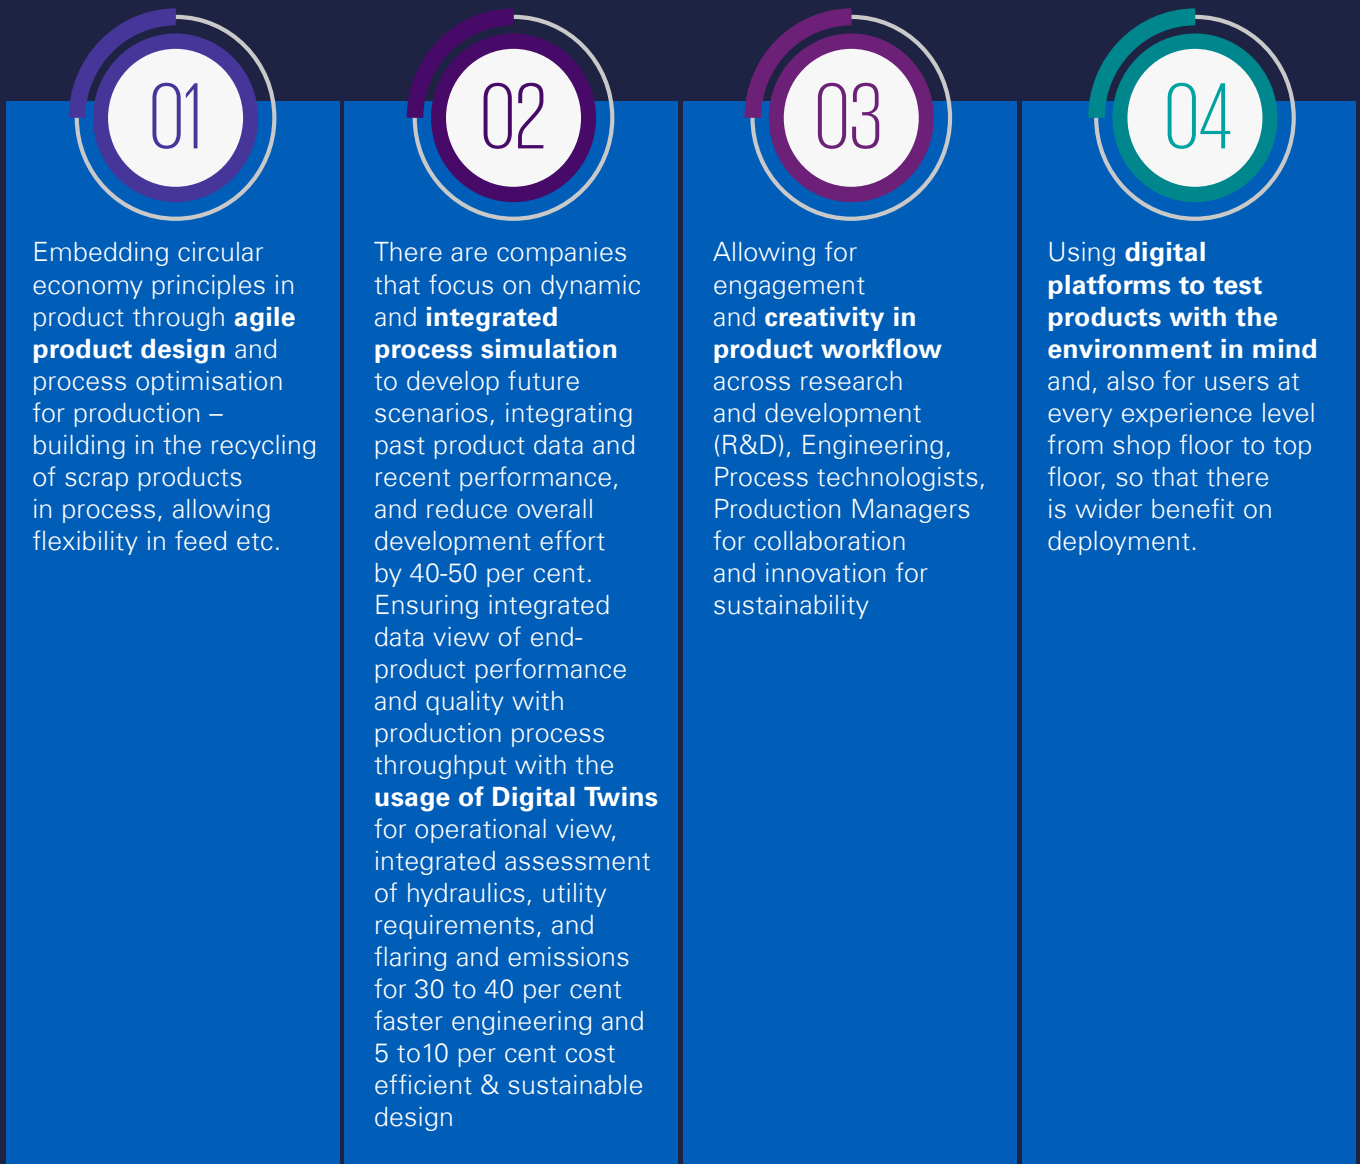 01
Embedding circular
economy principles in
product through agile
product design and
process optimisation
for production –
building in the recycling
of scrap products
in process, allowing
flexibility in feed etc.
02
There are companies
that focus on dynamic
and integrated
process simulation
to develop future
scenarios, integrating
past product data and
recent performance,
and reduce overall
development effort
by 40-50 per cent.
Ensuring integrated
data view of end-
product performance
and quality with
production process
throughput with the
usage of Digital Twins
for operational view,
integrated assessment
of hydraulics, utility
requirements, and
flaring and emissions
for 30 to 40 per cent
faster engineering and
5 to10 per cent cost
efficient & sustainable
design
03
Allowing for
engagement
and creativity in
product workflow
across research
and development
(R&D), Engineering,
Process technologists,
Production Managers
for collaboration
and innovation for
sustainability
04
Using digital
platforms to test
products with the
environment in mind
and, also for users at
every experience level
from shop floor to top
floor, so that there
is wider benefit on
deployment.